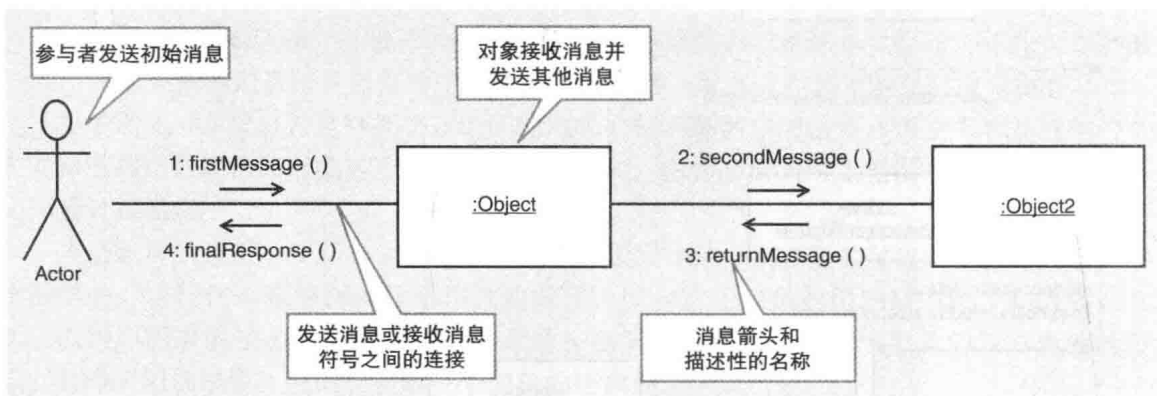 参与者发送初始消息
对象接收消息并
发送其他消息
1: firstMessage ( )
2: secondMessage ( )
:Object
:Object2
4: finalResponse ( )
3: returnMessage ( )
Actor
发送消息或接收消息
符号之间的连接
消息箭头和
描述性的名称